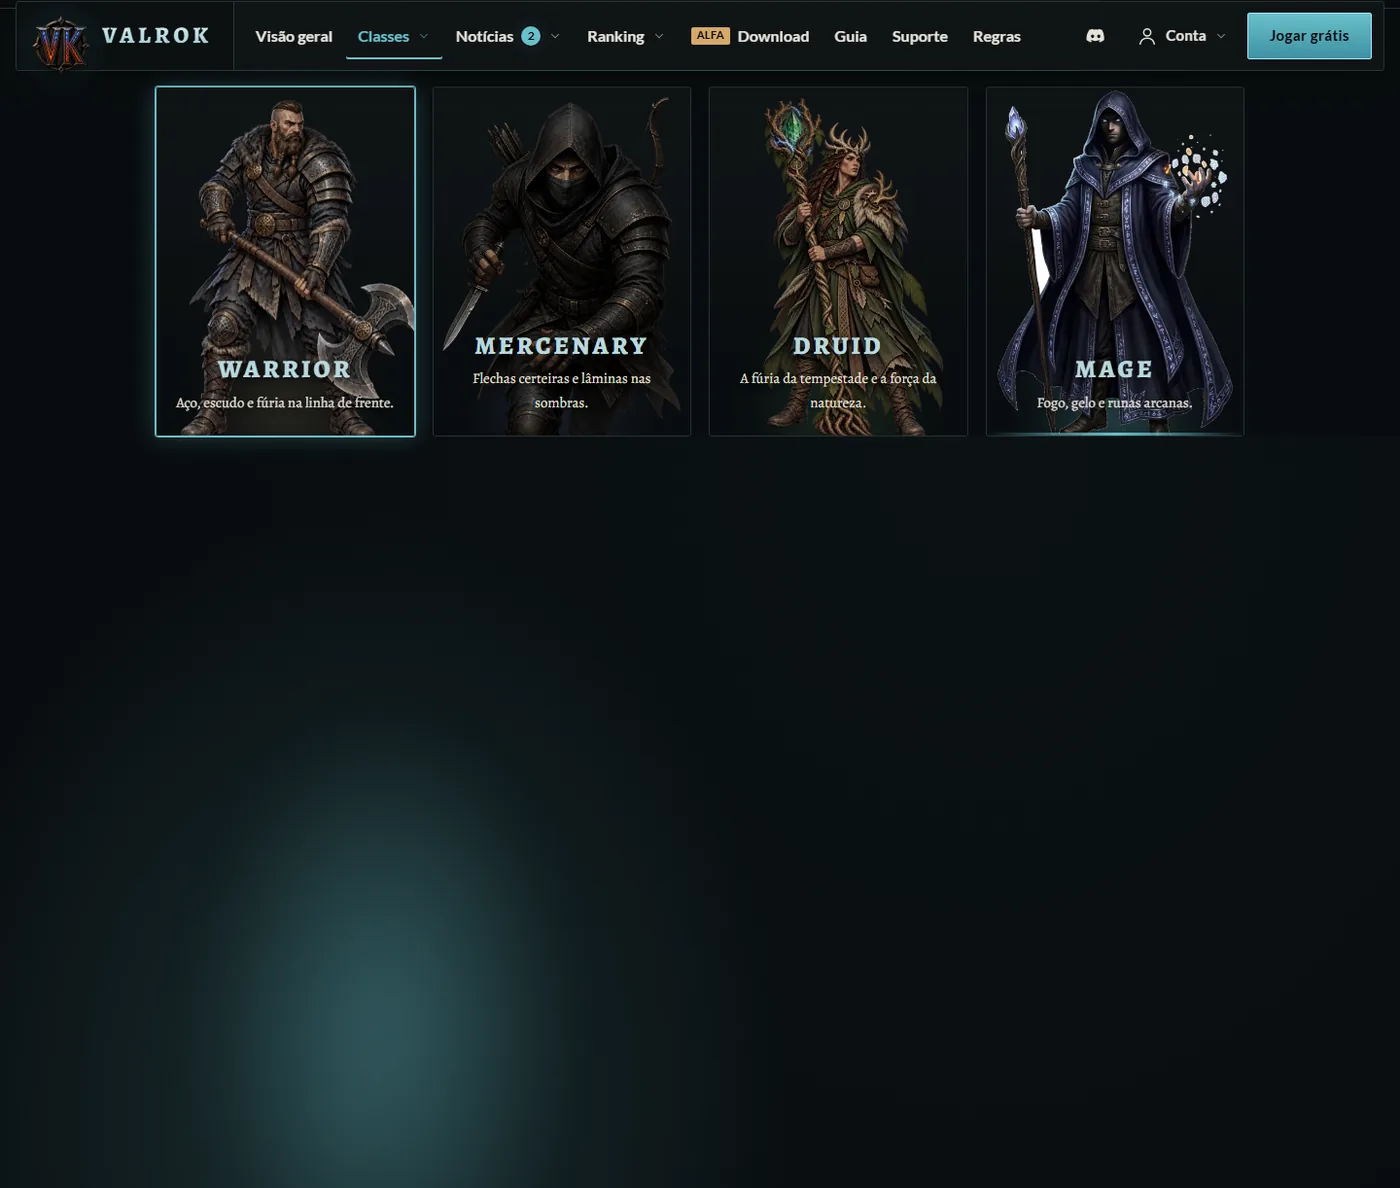 VK VALROK Visão geral Classes Notícias 2 Ranking ALFA Download Guia Suporte Regras Conta Jogar grátis
WARRIOR
Aço, escudo e fúria na linha de frente.
MERCENARY
Flechas certeiras e lâminas nas
sombras.
DRUID
A fúria da tempestade e a força da
natureza.
MAGE
Fogo, gelo e runas arcanas.